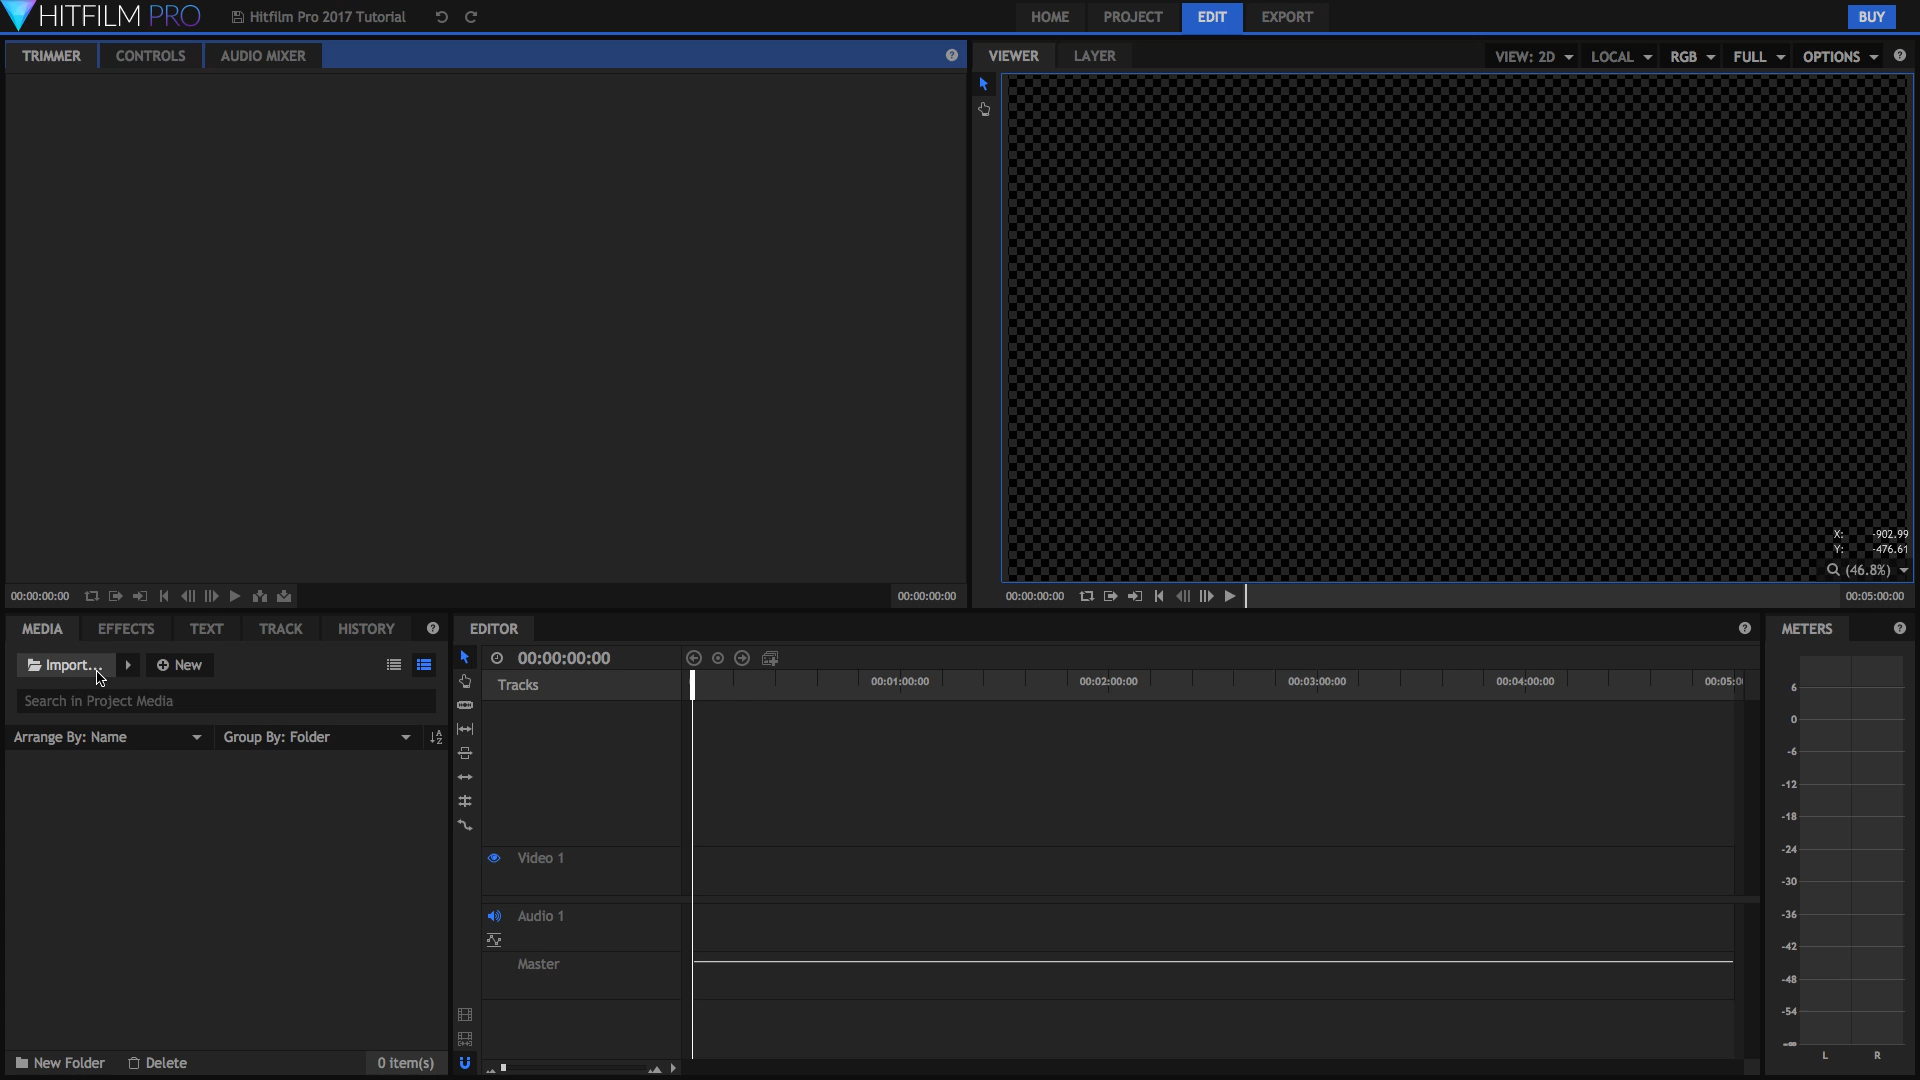 HITFILM PRO Hitfilm Pro 2017 Tutorial HOME PROJECT EDIT EXPORT BUY
TRIMMER CONTROLS AUDIO MIXER
VIEWER LAYER VIEW: 2D LOCAL RGB FULL OPTIONS
X: -902.99
Y: -476.61
(46.8%)
00:00:00:00 00:00:00:00
00:00:00:00 00:05:00:00
MEDIA EFFECTS TEXT TRACK HISTORY
Import... New
Search in Project Media
Arrange By: Name Group By: Folder
New Folder Delete 0 item(s)
EDITOR
00:00:00:00
Tracks 00:01:00:00 00:02:00:00 00:03:00:00 00:04:00:00 00:05:0
Video 1
Audio 1
Master
METERS
6
0
-6
-12
-18
-24
-30
-36
-42
-48
-54
-∞
L R